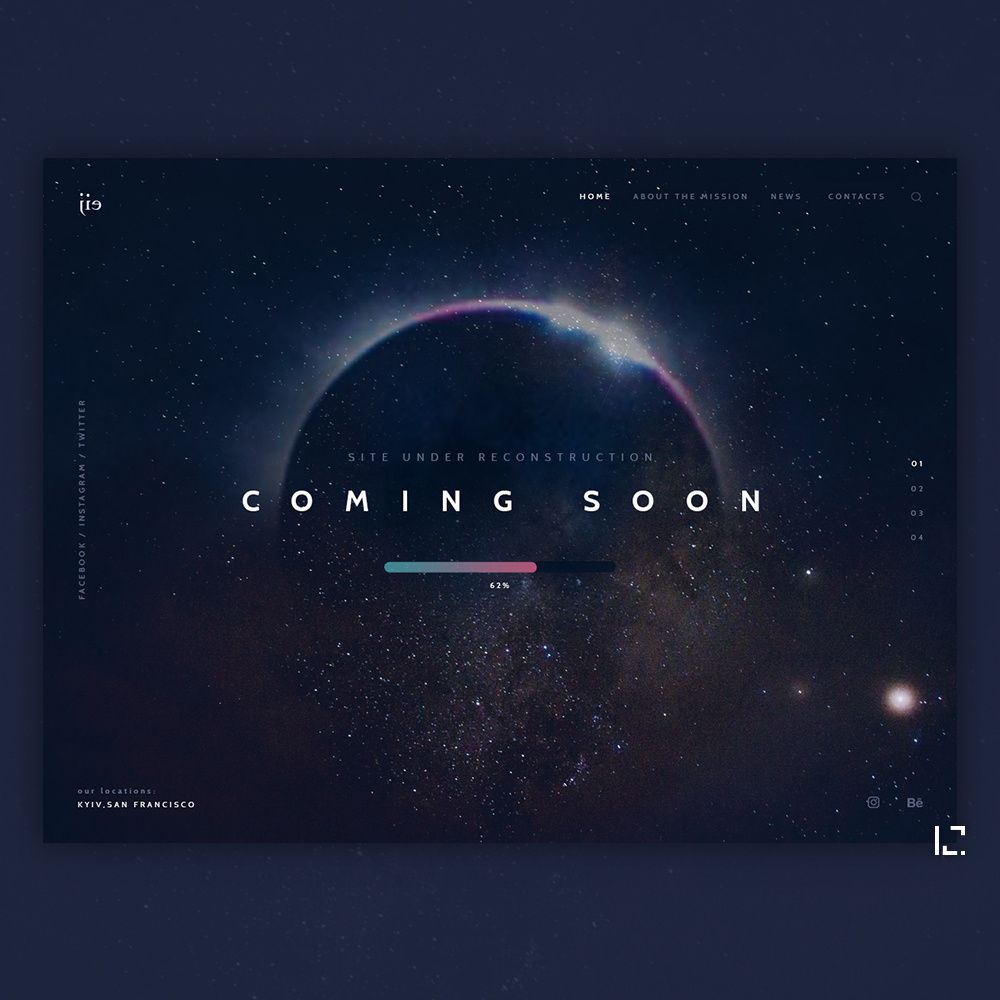 HOME ABOUT THE MISSION NEWS CONTACTS
FACEBOOK / INSTAGRAM / TWITTER
SITE UNDER RECONSTRUCTION
COMING SOON
62%
01
02
03
04
our locations:
KYIV,SAN FRANCISCO
Bē